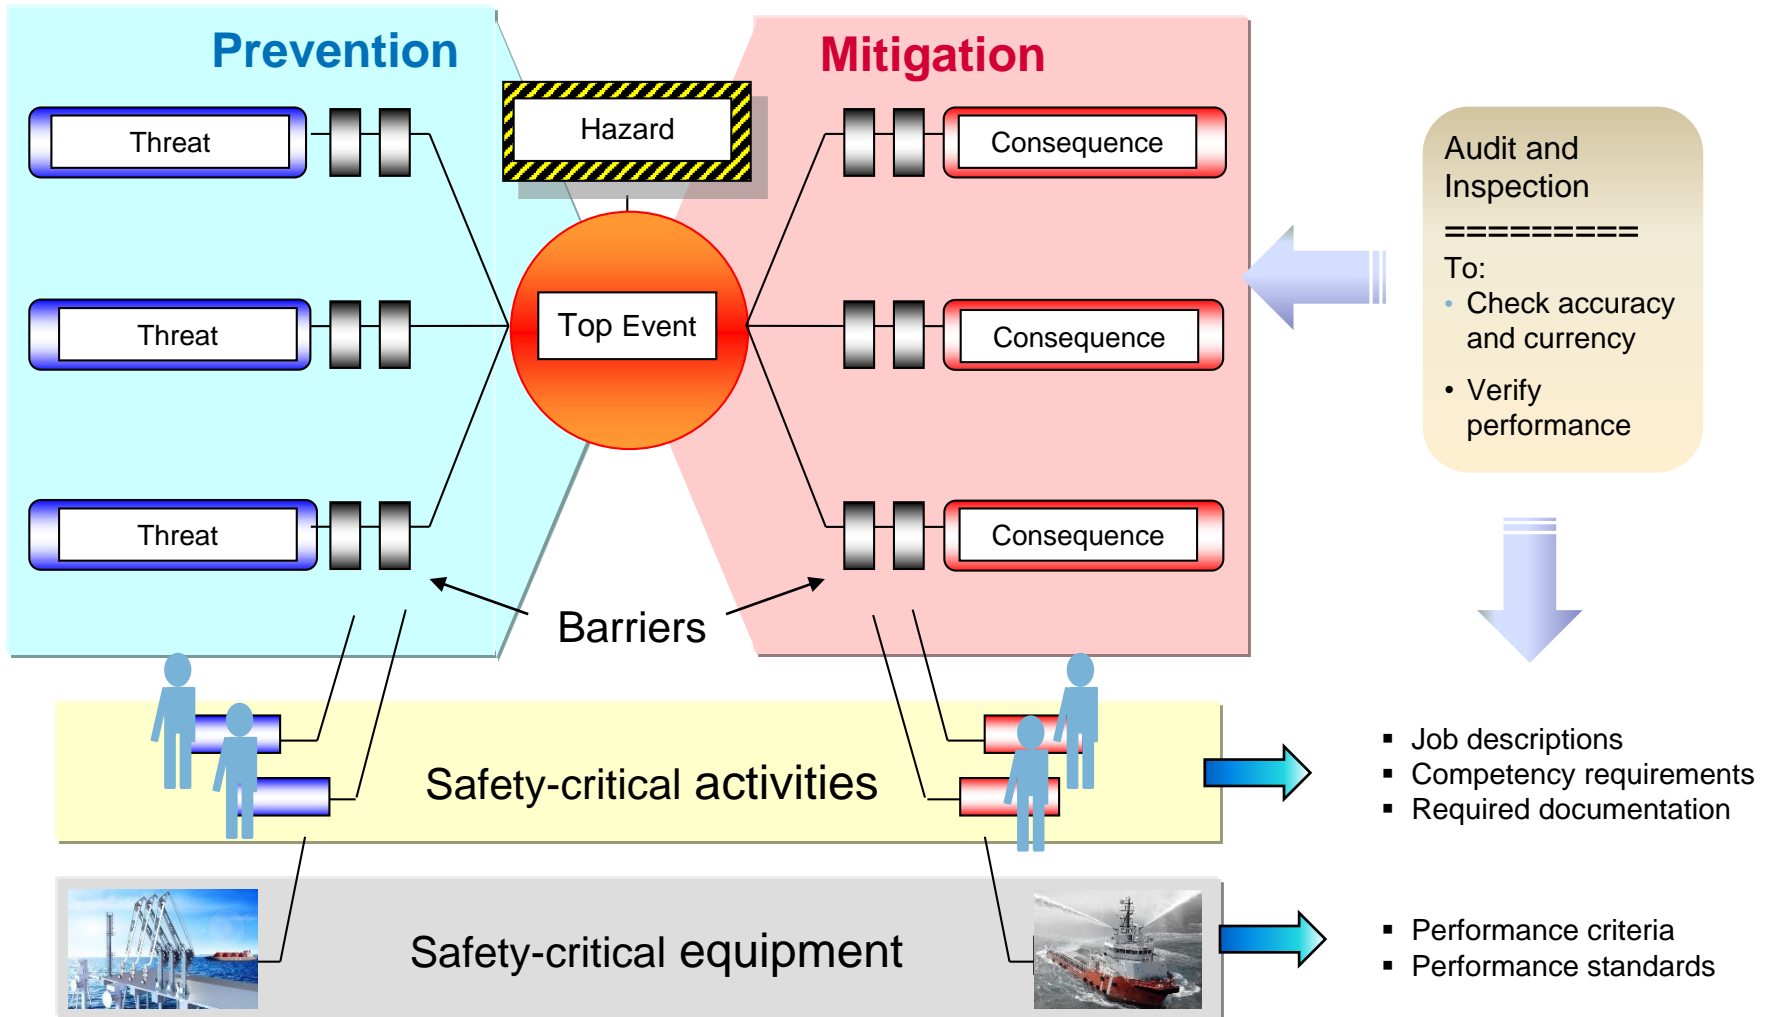 Prevention
Mitigation
Hazard
Threat
Consequence
Threat
Top Event
Consequence
Threat
Consequence
Barriers
Audit and
Inspection
=========
To:
• Check accuracy
and currency
• Verify
performance
Safety-critical activities
▪ Job descriptions
▪ Competency requirements
▪ Required documentation
Safety-critical equipment
▪ Performance criteria
▪ Performance standards